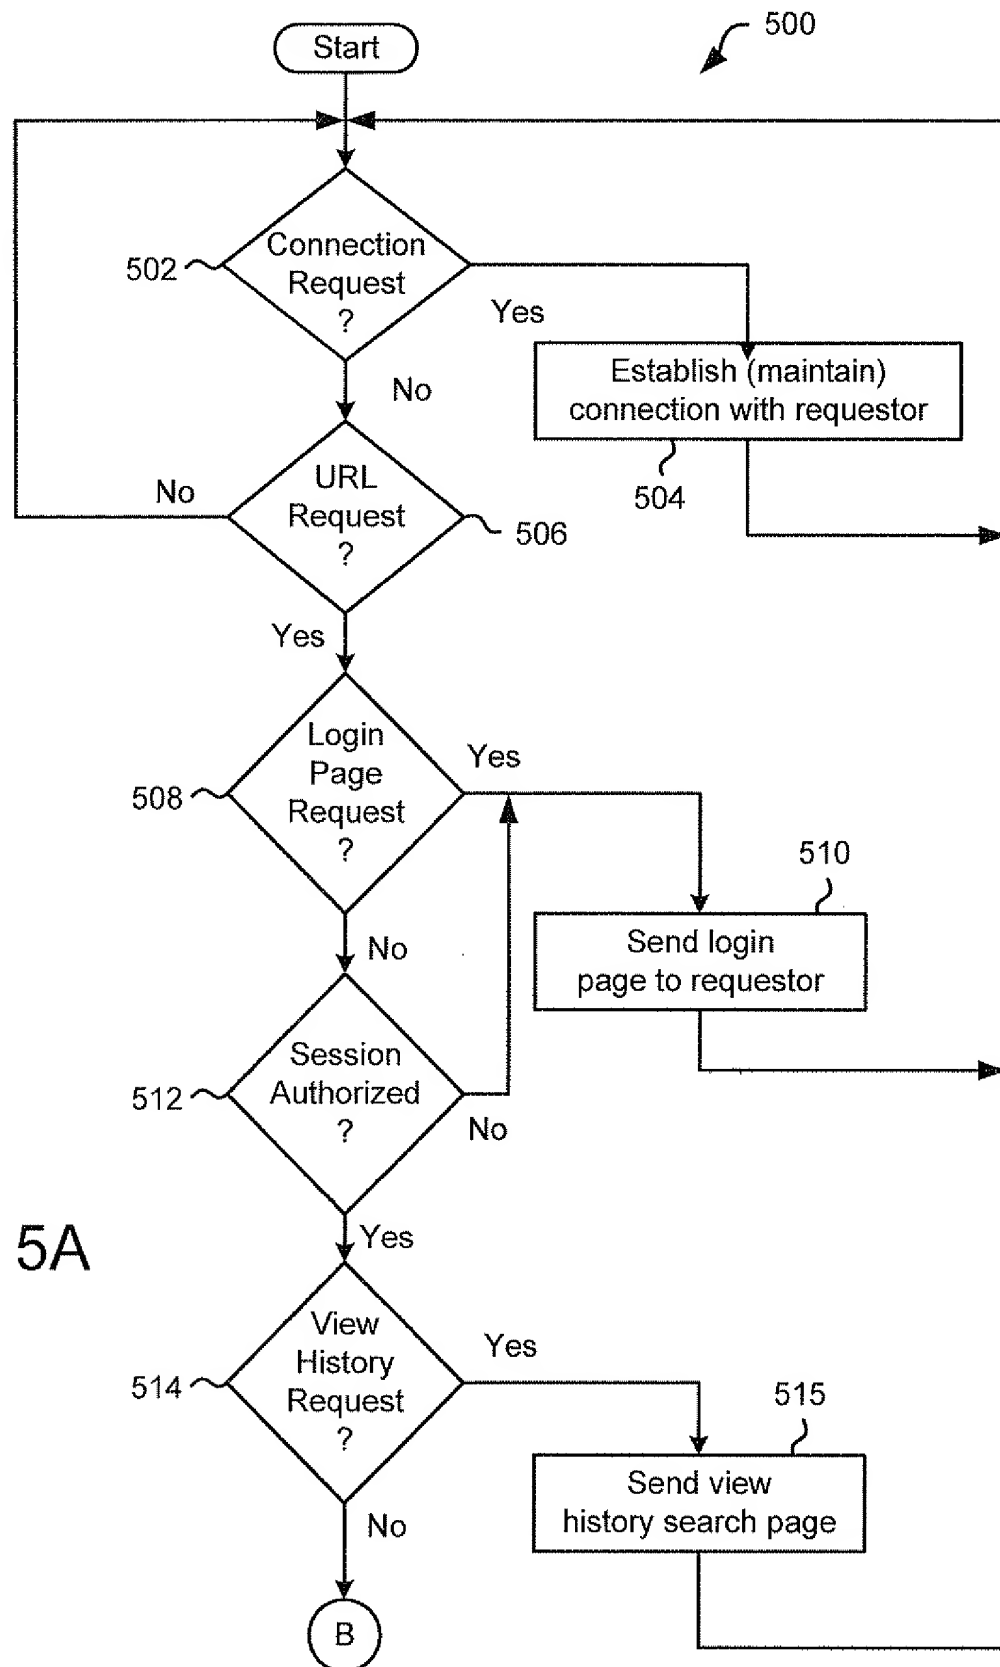 Start
500
Connection
Request
?
502
Yes
Establish (maintain)
connection with requestor
504
No
URL
Request
?
No
506
Yes
Login
Page
Request
?
508
Yes
510
Send login
page to requestor
No
Session
Authorized
?
512
No
5A
Yes
View
History
Request
?
514
Yes
515
Send view
history search page
No
B